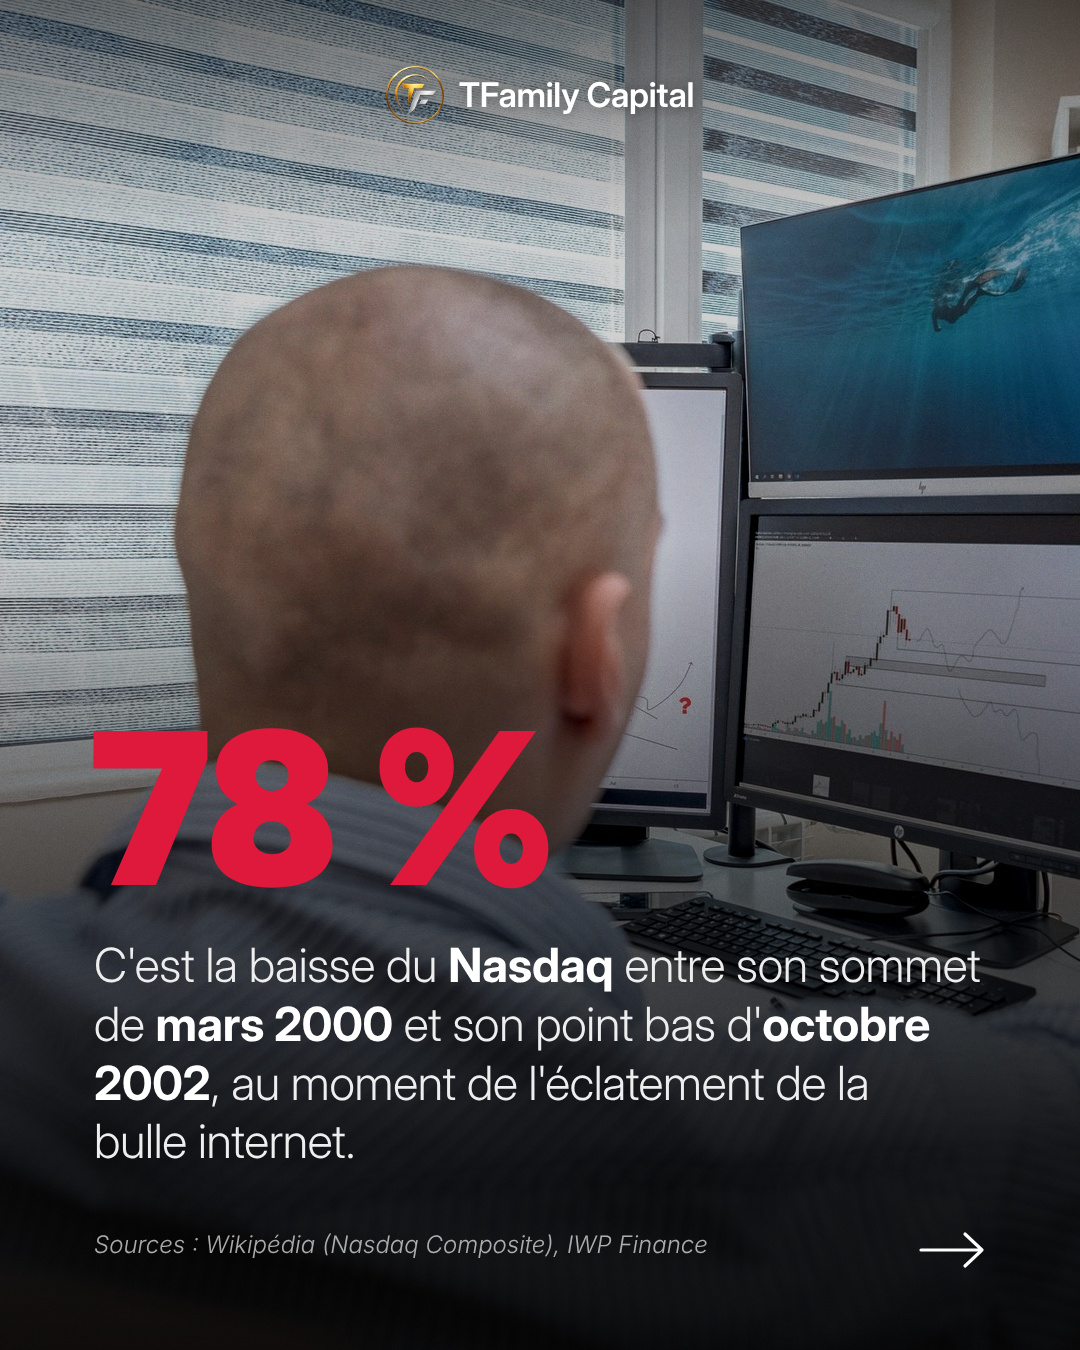 TFamily Capital
78 %
C'est la baisse du Nasdaq entre son sommet
de mars 2000 et son point bas d'octobre
2002, au moment de l'éclatement de la
bulle internet.
Sources : Wikipédia (Nasdaq Composite), IWP Finance
?